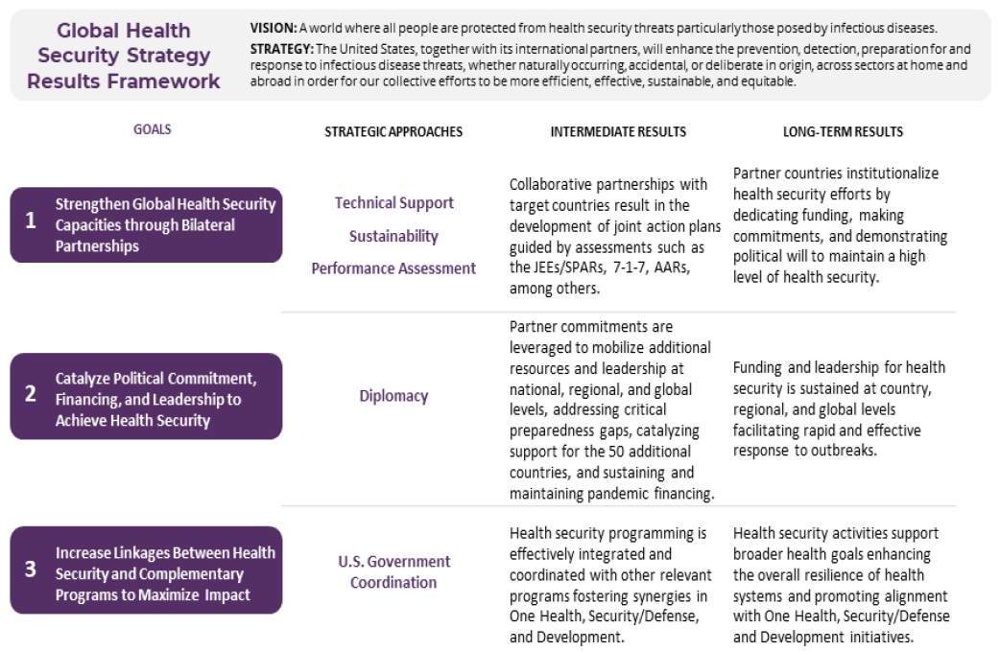 Global Health
Security Strategy
Results Framework
VISION: A world where all people are protected from health security threats particularly those posed by infectious diseases.
STRATEGY: The United States, together with its international partners, will enhance the prevention, detection, preparation for and
response to infectious disease threats, whether naturally occurring, accidental, or deliberate in origin, across sectors at home and
abroad in order for our collective efforts to be more efficient, effective, sustainable, and equitable.
GOALS
STRATEGIC APPROACHES
INTERMEDIATE RESULTS
LONG-TERM RESULTS
1
Strengthen Global Health Security
Capacities through Bilateral
Partnerships
Technical Support
Sustainability
Performance Assessment
Collaborative partnerships with
target countries result in the
development of joint action plans
guided by assessments such as
the JEEs/SPARs, 7-1-7, AARs,
among others.
Partner countries institutionalize
health security efforts by
dedicating funding, making
commitments, and demonstrating
political will to maintain a high
level of health security.
2
Catalyze Political Commitment,
Financing, and Leadership to
Achieve Health Security
Diplomacy
Partner commitments are
leveraged to mobilize additional
resources and leadership at
national, regional, and global
levels, addressing critical
preparedness gaps, catalyzing
support for the 50 additional
countries, and sustaining and
maintaining pandemic financing.
Funding and leadership for health
security is sustained at country,
regional, and global levels
facilitating rapid and effective
response to outbreaks.
3
Increase Linkages Between Health
Security and Complementary
Programs to Maximize Impact
U.S. Government
Coordination
Health security programming is
effectively integrated and
coordinated with other relevant
programs fostering synergies in
One Health, Security/Defense,
and Development.
Health security activities support
broader health goals enhancing
the overall resilience of health
systems and promoting alignment
with One Health, Security/Defense
and Development initiatives.